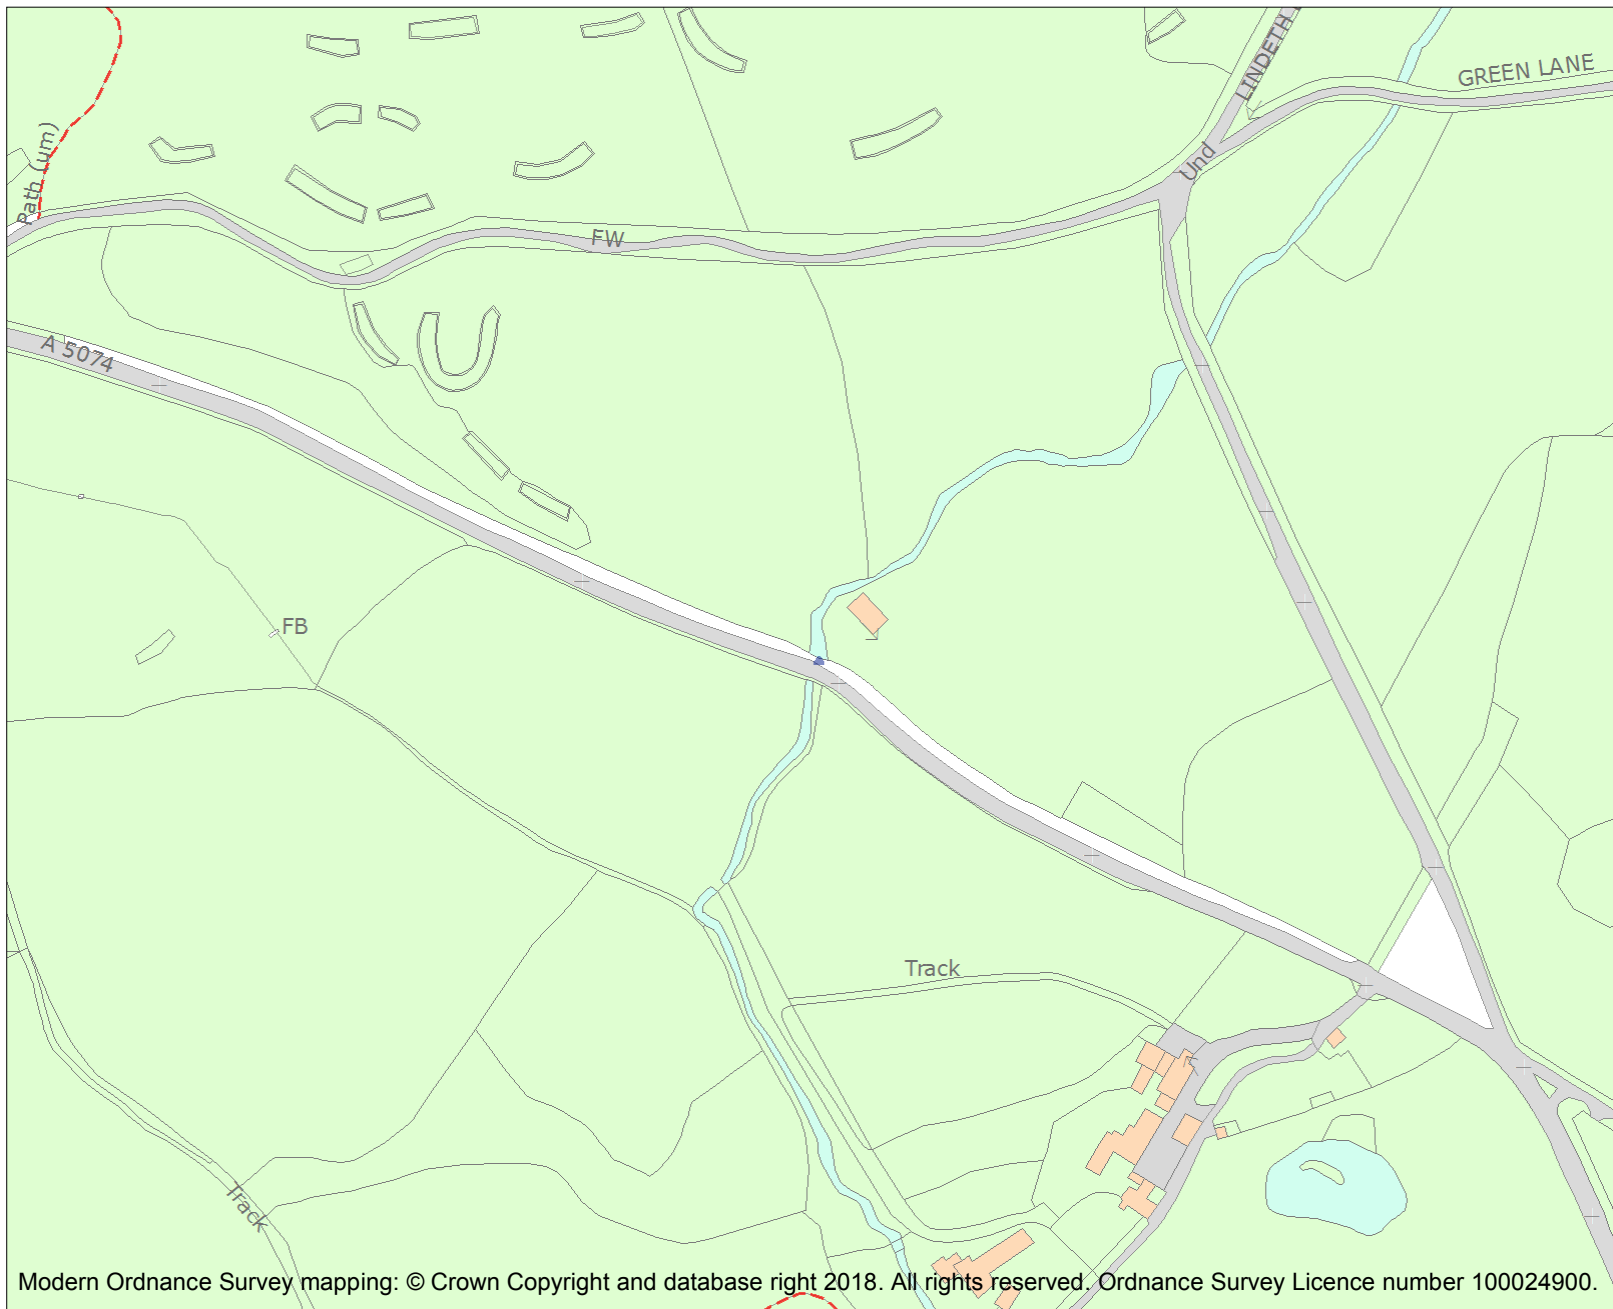 LINDETH
GREEN LANE
Path (um)
Und
FW
A 5074
FB
Track
Track
Modern Ordnance Survey mapping: © Crown Copyright and database right 2018. All rights reserved. Ordnance Survey Licence number 100024900.